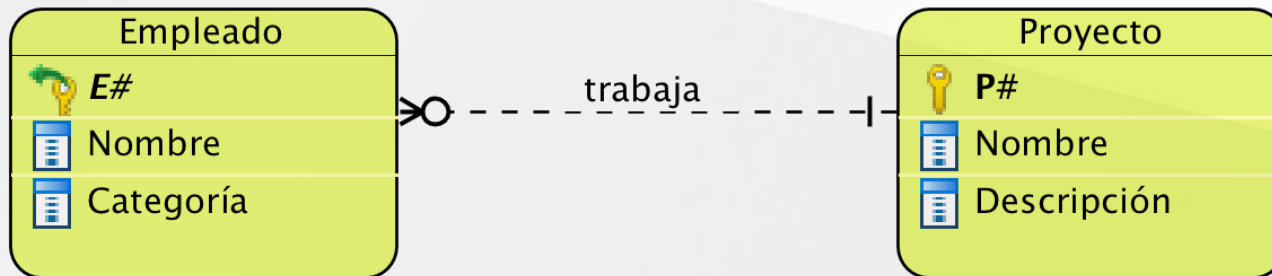 Empleado
E#
Nombre
Categoría
trabaja
Proyecto
P#
Nombre
Descripción